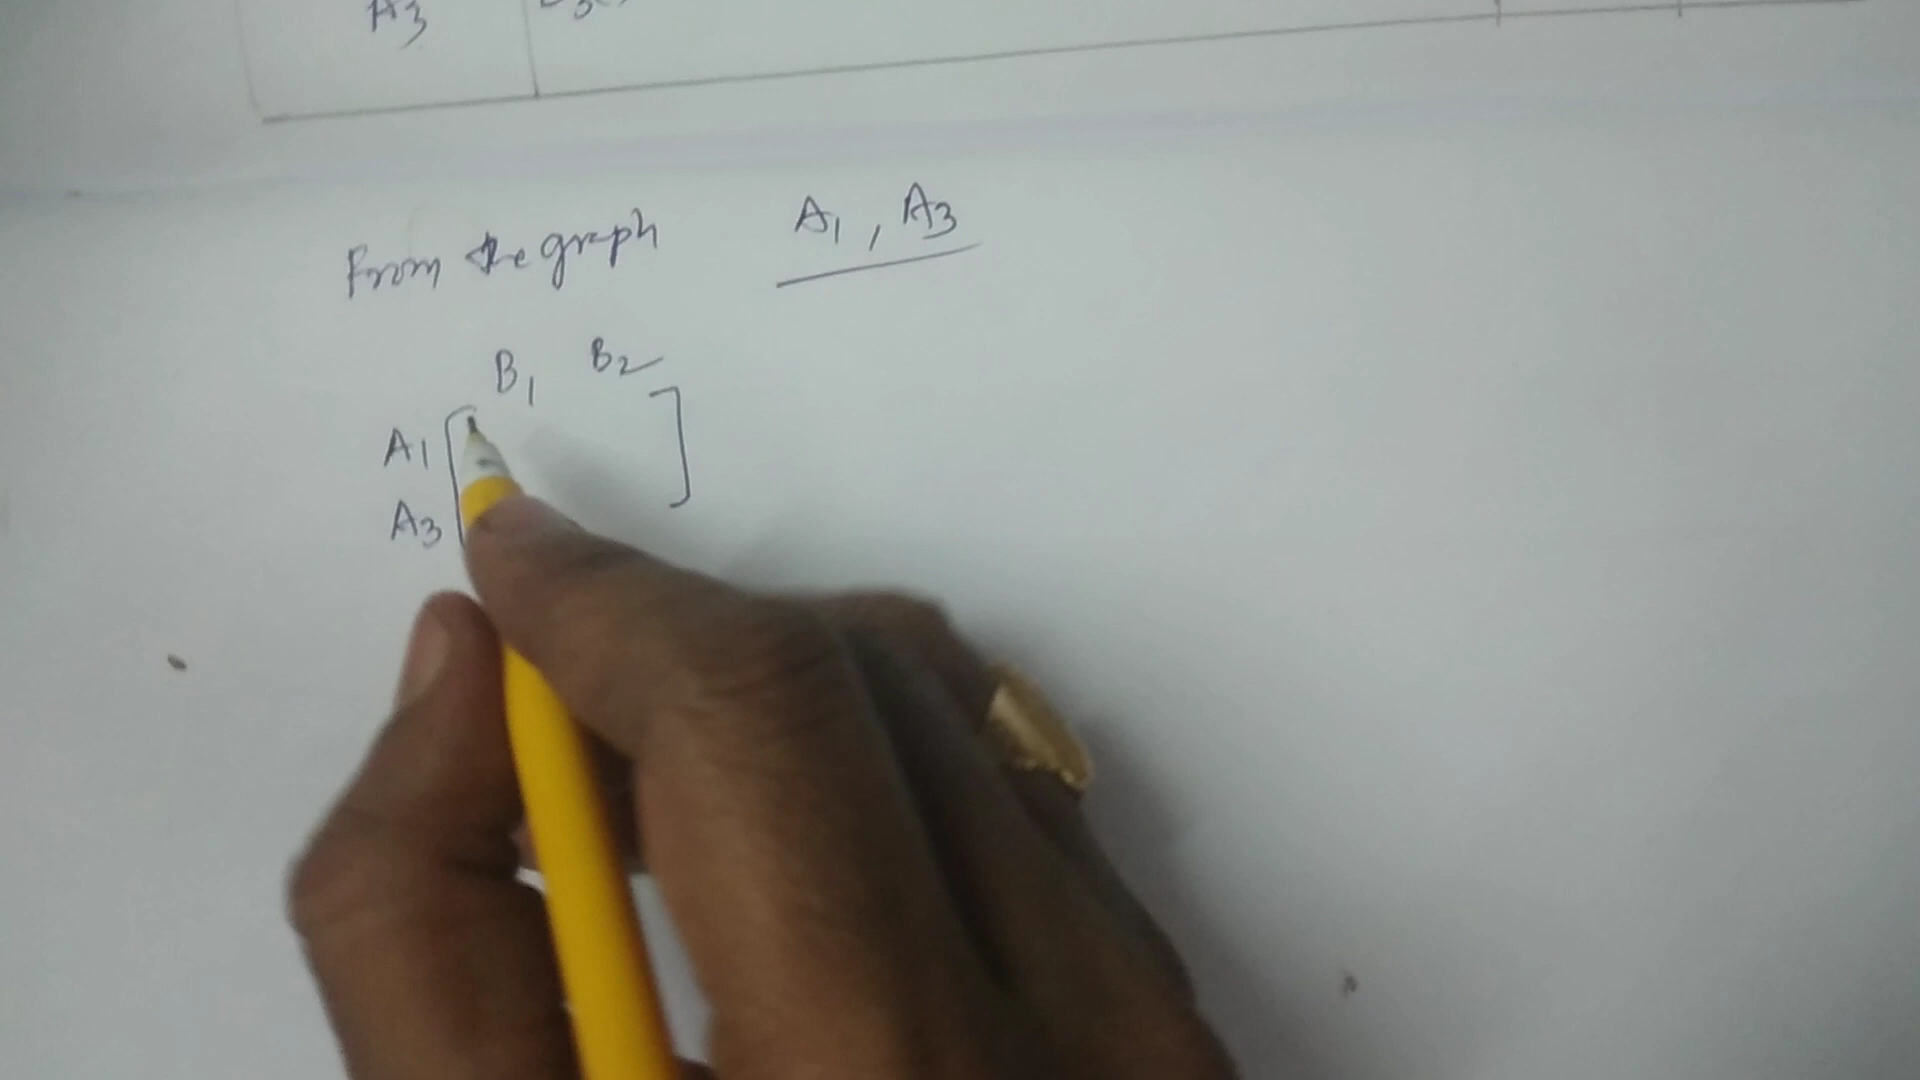 A3
From the graph A1, A3
B1 B2
A1
A3